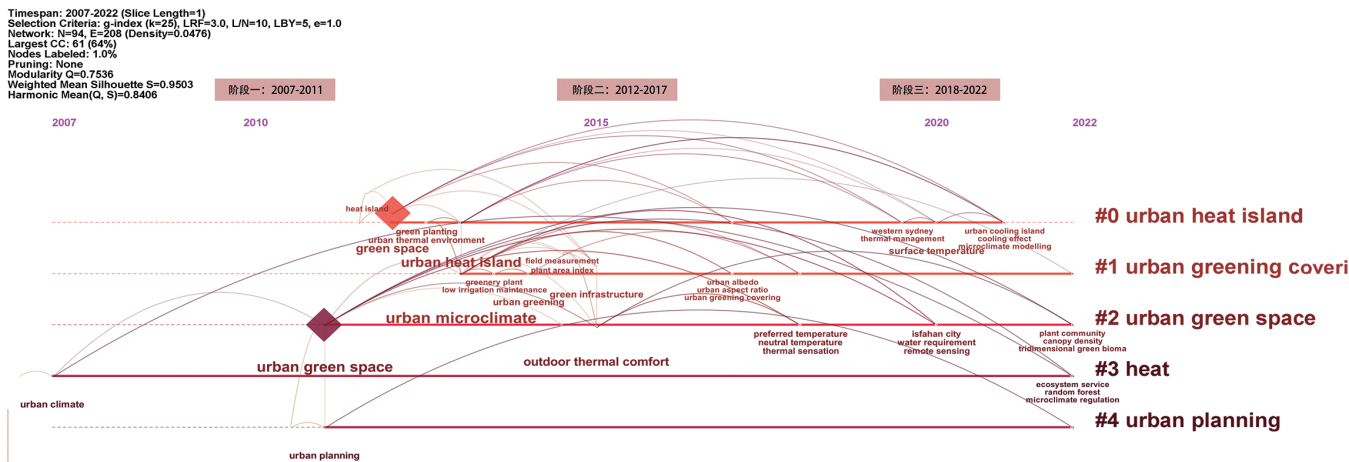 Timespan: 2007-2022 (Slice Length=1)
Selection Criteria: g-index (k=25), LRF=3.0, L/N=10, LBY=5, e=1.0
Network: N=94, E=208 (Density=0.0476)
Largest CC: 61 (64%)
Nodes Labeled: 1.0%
Pruning: None
Modularity Q=0.7536
Weighted Mean Silhouette S=0.9503
Harmonic Mean(Q, S)=0.8406
阶段一：2007-2011
阶段二：2012-2017
阶段三：2018-2022
2007
2010
2015
2020
2022
heat island
green planting
urban thermal environment
green space
western sydney
thermal management
urban cooling island
cooling effect
microclimate modelling
surface temperature
#0 urban heat island
urban heat island
field measurement
plant area index
greenery plant
low irrigation maintenance
green infrastructure
urban greening
urban albedo
urban aspect ratio
urban greening covering
#1 urban greening coveri
urban microclimate
preferred temperature
neutral temperature
thermal sensation
isfahan city
water requirement
remote sensing
plant community
canopy density
tridimensional green bioma
#2 urban green space
urban green space
outdoor thermal comfort
#3 heat
urban climate
ecosystem service
random forest
microclimate regulation
#4 urban planning
urban planning